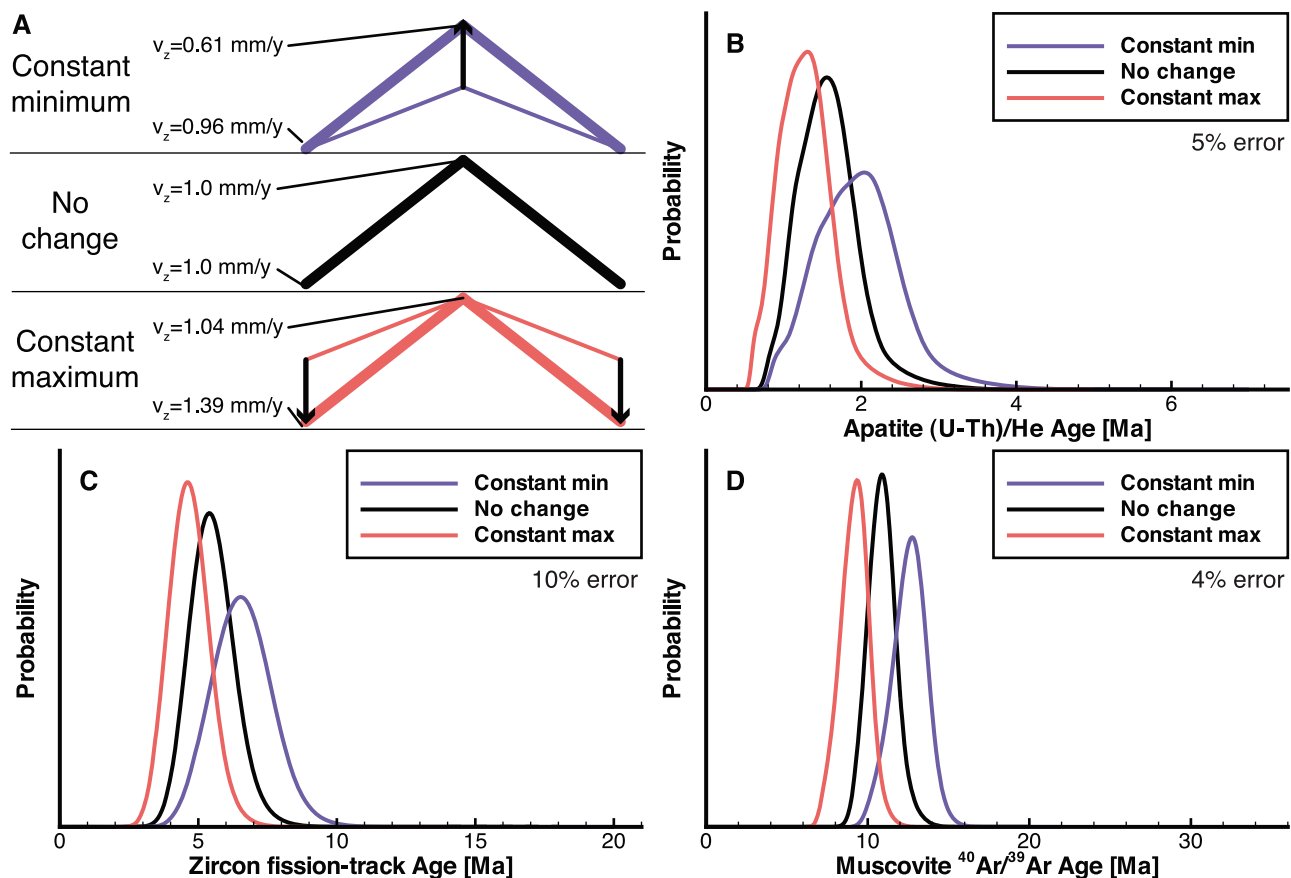 A
Constant
minimum
v_z=0.61 mm/y
v_z=0.96 mm/y
No
change
v_z=1.0 mm/y
v_z=1.0 mm/y
Constant
maximum
v_z=1.04 mm/y
v_z=1.39 mm/y
B
Constant min
No change
Constant max
5% error
Probability
0 2 4 6
Apatite (U-Th)/He Age [Ma]
C
Constant min
No change
Constant max
10% error
Probability
0 5 10 15 20
Zircon fission-track Age [Ma]
D
Constant min
No change
Constant max
4% error
Probability
0 10 20 30
Muscovite ⁴⁰Ar/³⁹Ar Age [Ma]